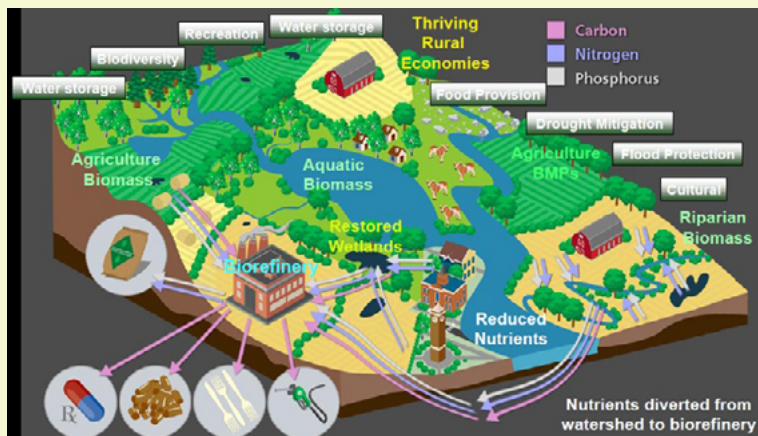 Water storage
Thriving
Rural
Economies
Carbon
Nitrogen
Phosphorus
Recreation
Biodiversity
Water storage
Food Provision
Drought Mitigation
Agriculture
Biomass
Aquatic
Biomass
Agriculture
BMPs
Flood Protection
Cultural
Riparian
Biomass
Restored
Wetlands
Biorefinery
Reduced
Nutrients
Rx
Nutrients diverted from
watershed to biorefinery